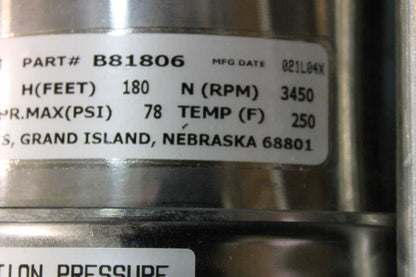 PART# B81806 MFG DATE 021L04X
H(FEET) 180 N (RPM) 3450
PR.MAX(PSI) 78 TEMP (F) 250
S, GRAND ISLAND, NEBRASKA 68801
TION PRESSURE